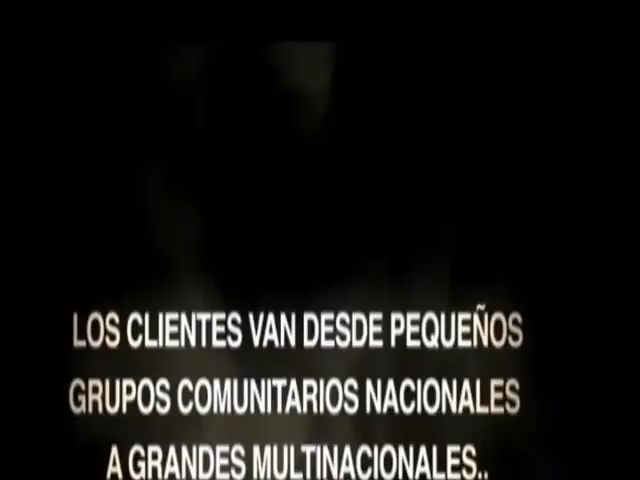 LOS CLIENTES VAN DESDE PEQUEÑOS
GRUPOS COMUNITARIOS NACIONALES
A GRANDES MULTINACIONALES..